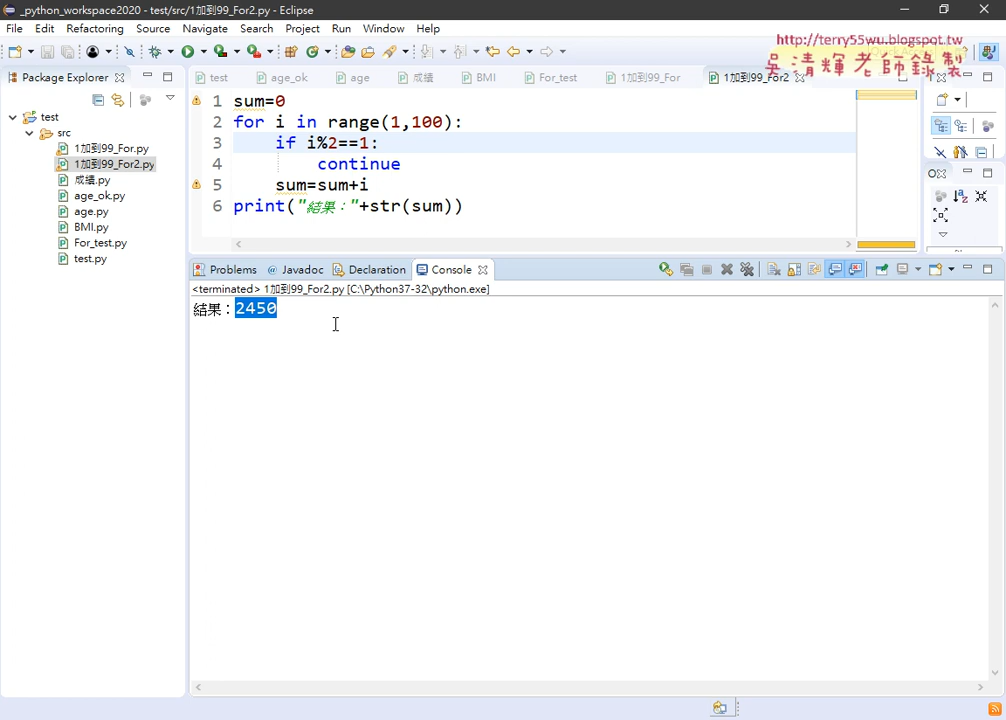 _python_workspace2020 - test/src/1加到99_For2.py - Eclipse
File Edit Refactoring Source Navigate Search Project Run Window Help
http://terry55wu.blogspot.tw
吳清輝老師錄製
Package Explorer
test
src
1加到99_For.py
1加到99_For2.py
成績.py
age_ok.py
age.py
BMI.py
For_test.py
test.py
test age_ok age 成績 BMI For_test 1加到99_For 1加到99_For2
1 sum=0
2 for i in range(1,100):
3 if i%2==1:
4 continue
5 sum=sum+i
6 print("結果："+str(sum))
Problems @ Javadoc Declaration Console
<terminated> 1加到99_For2.py [C:\Python37-32\python.exe]
結果：2450